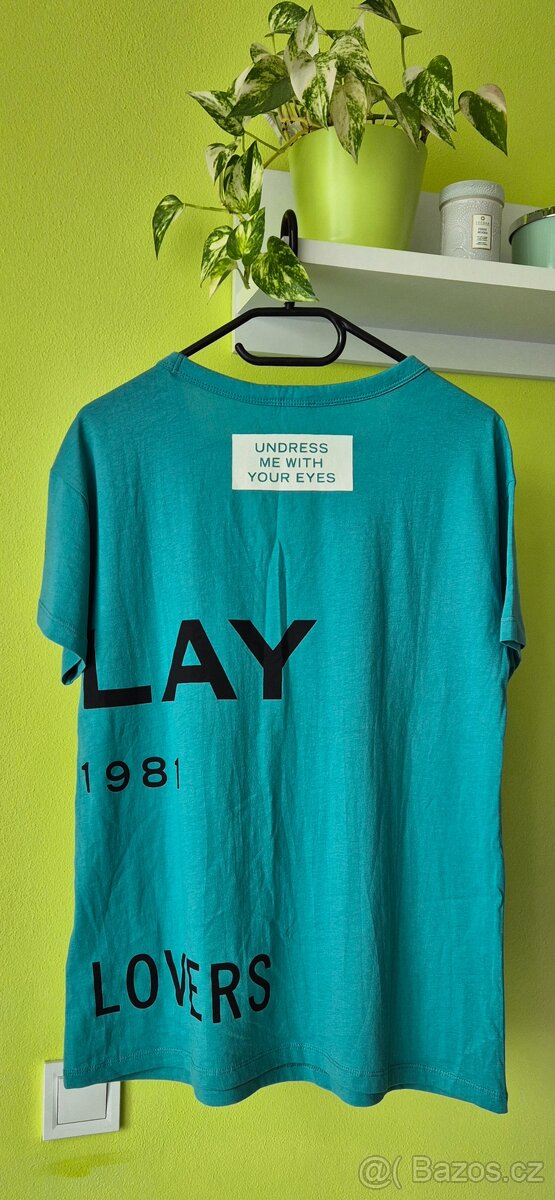 UNDRESS
ME WITH
YOUR EYES
LAY
1981
LOVERS
@( Bazos.cz